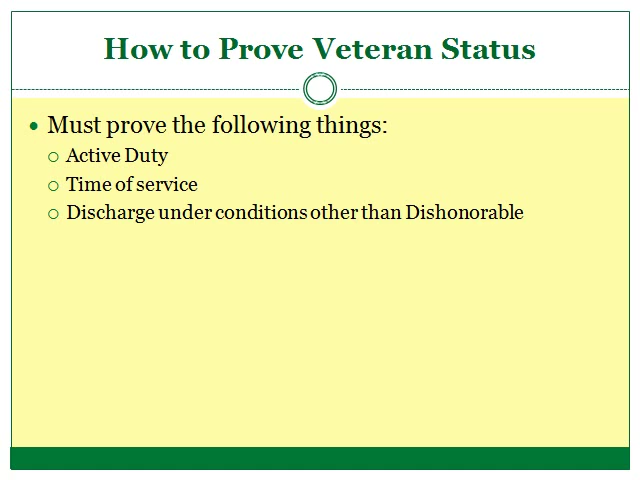 How to Prove Veteran Status
Must prove the following things:
Active Duty
Time of service
Discharge under conditions other than Dishonorable